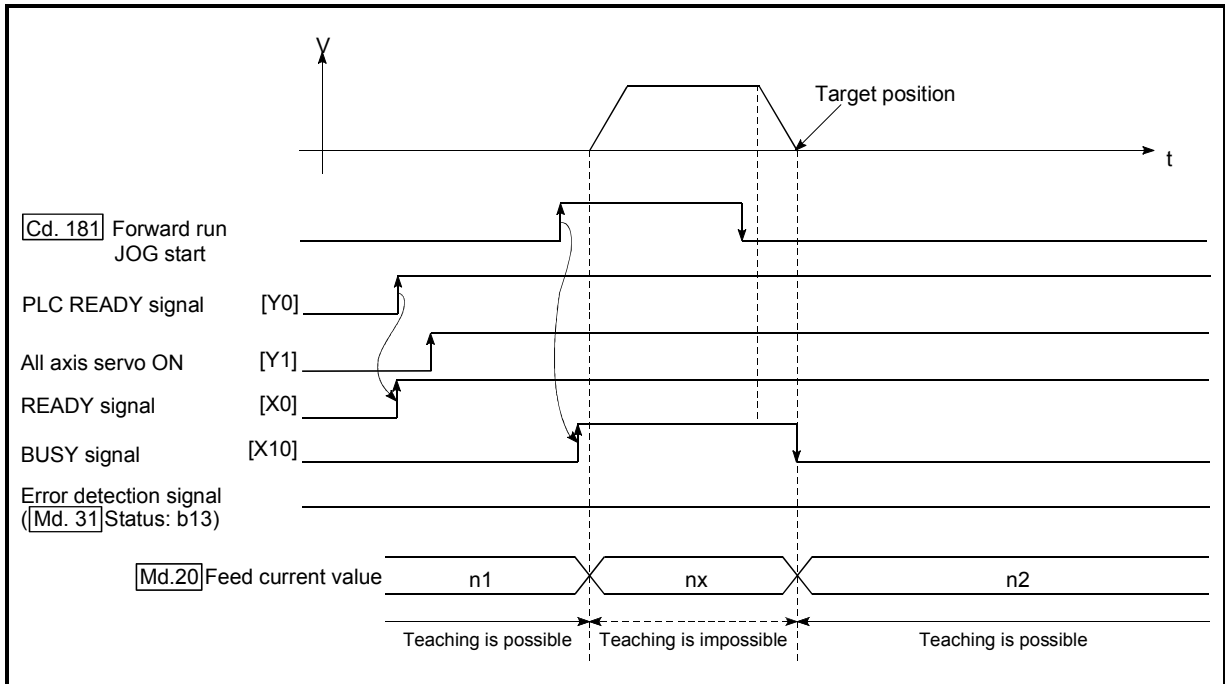 V
Target position
t
Cd. 181 Forward run
JOG start
PLC READY signal [Y0]
All axis servo ON [Y1]
READY signal [X0]
BUSY signal [X10]
Error detection signal
(Md. 31 Status: b13)
Md.20 Feed current value n1 nx n2
Teaching is possible Teaching is impossible Teaching is possible